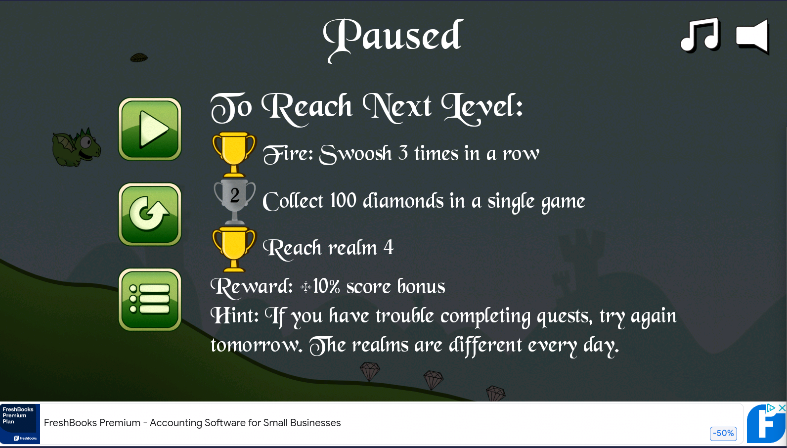 Paused
To Reach Next Level:
Fire: Swoosh 3 times in a row
2
Collect 100 diamonds in a single game
Reach realm 4
Reward: +10% score bonus
Hint: If you have trouble completing quests, try again
tomorrow. The realms are different every day.
FreshBooks
Premium
Plan
FreshBooks
FreshBooks Premium - Accounting Software for Small Businesses
-50%
F